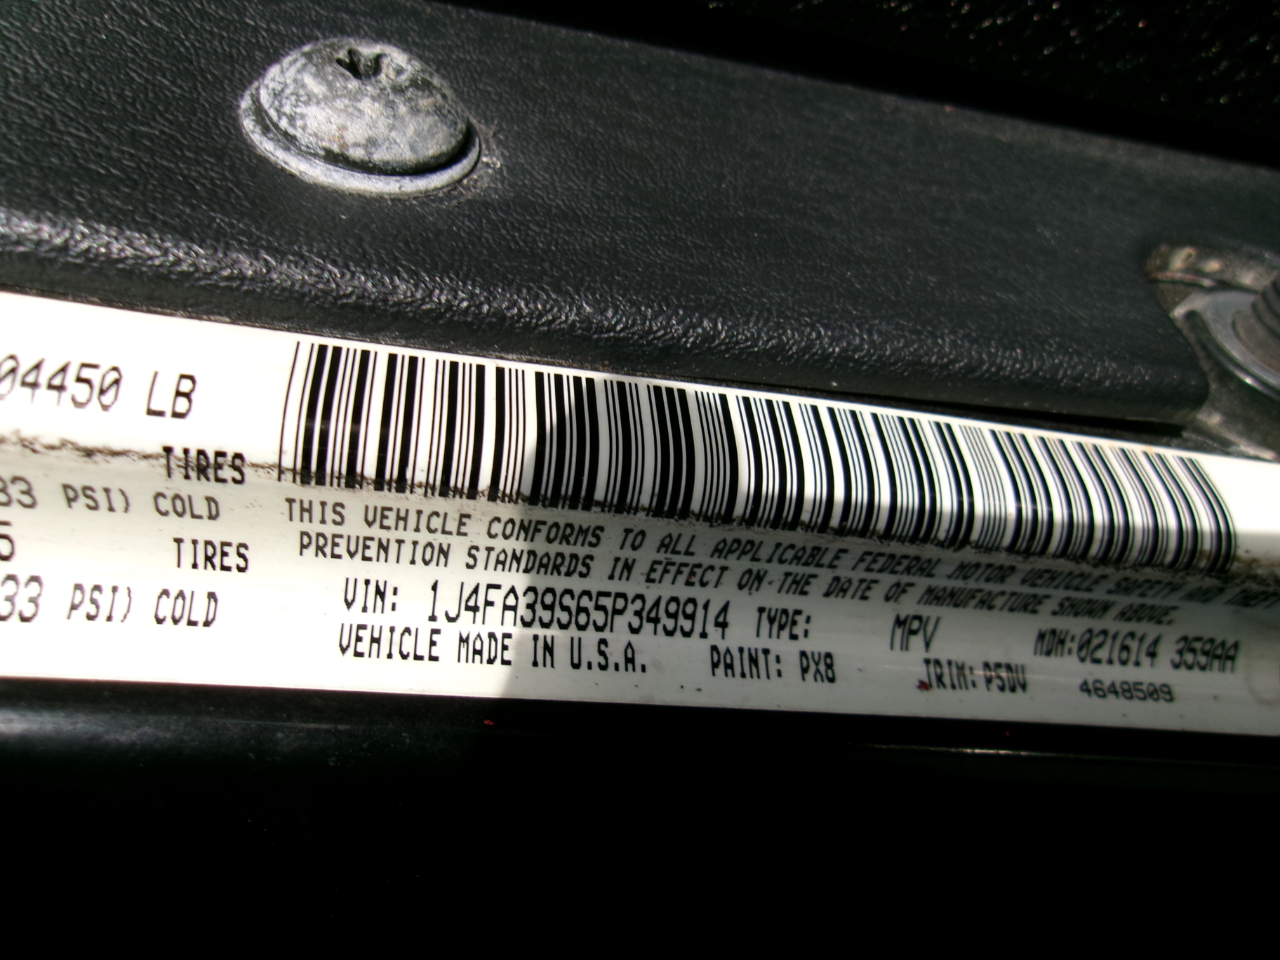 04450 LB
TIRES
33 PSI) COLD
5 TIRES
33 PSI) COLD
THIS VEHICLE CONFORMS TO ALL APPLICABLE FEDERAL MOTOR VEHICLE SAFETY AND THEFT
PREVENTION STANDARDS IN EFFECT ON THE DATE OF MANUFACTURE SHOWN ABOVE.
VIN: 1J4FA39S65P349914 TYPE: MPV MDH:021614 359AA
VEHICLE MADE IN U.S.A. PAINT: PX8 TRIM: P5DV 4648509